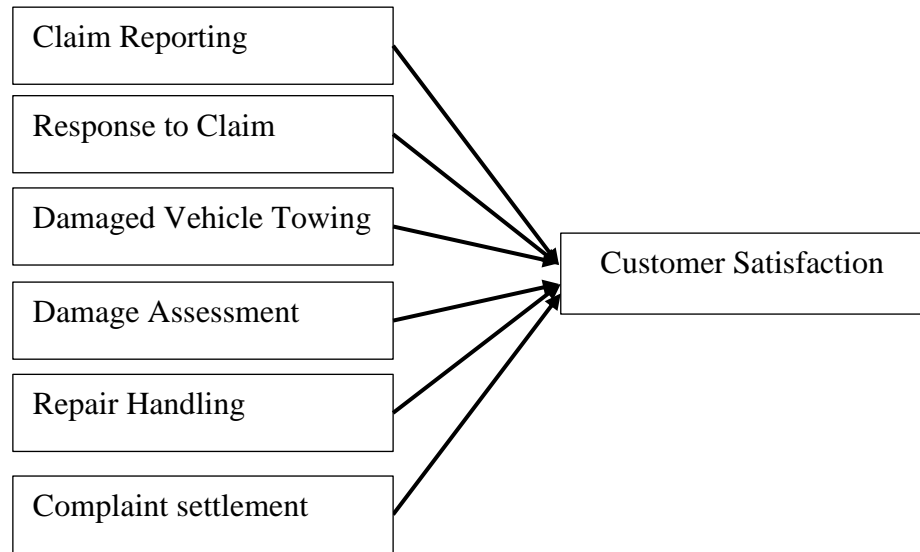 Claim Reporting
Response to Claim
Damaged Vehicle Towing
Damage Assessment
Repair Handling
Complaint settlement
Customer Satisfaction